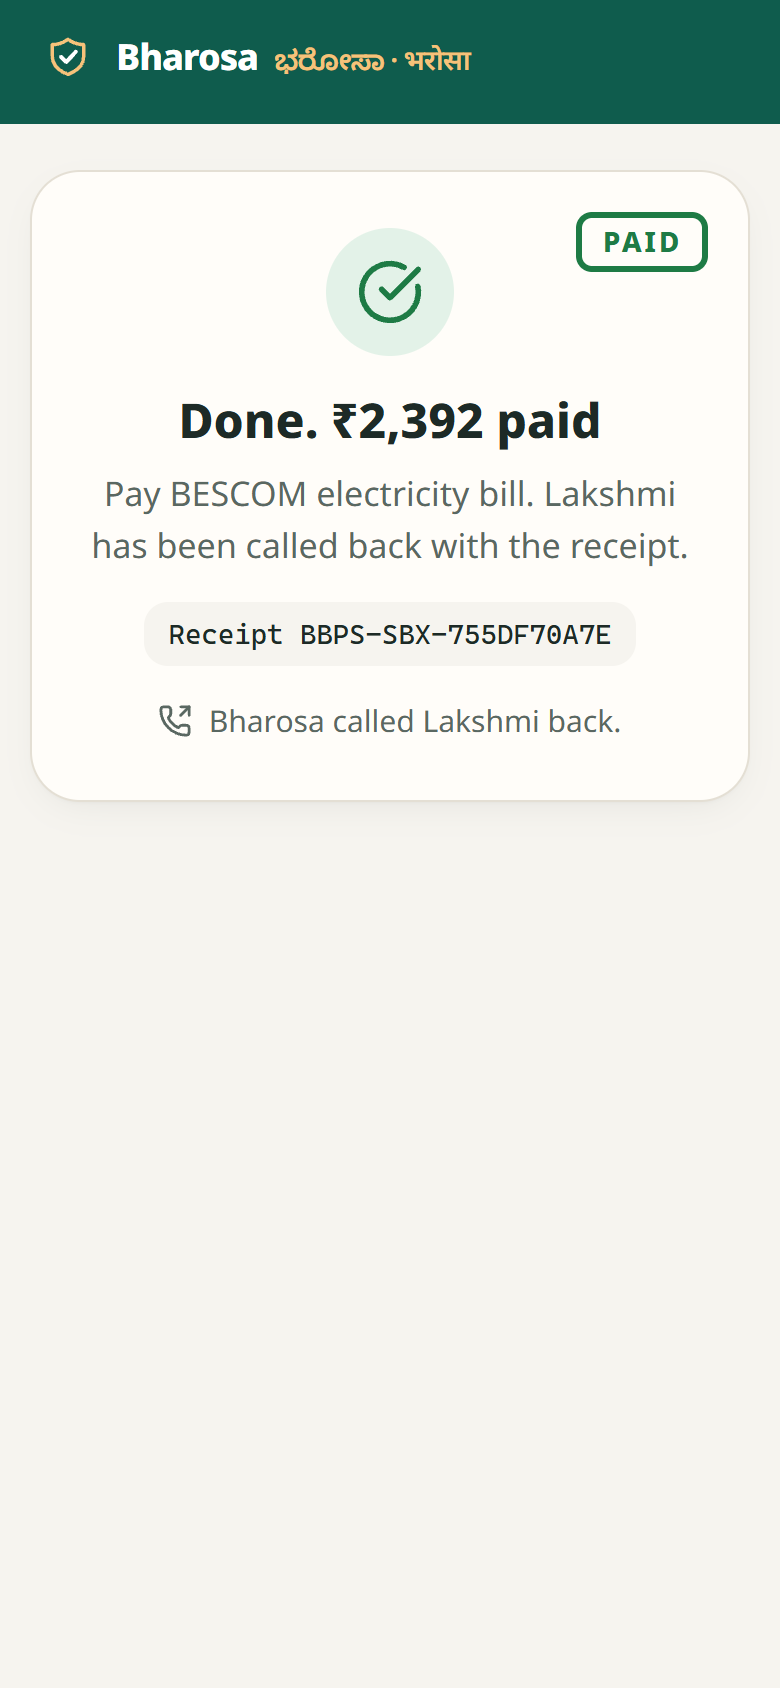 Bharosa ಭರೋಸಾ · भरोसा
PAID
Done. ₹2,392 paid
Pay BESCOM electricity bill. Lakshmi
has been called back with the receipt.
Receipt BBPS-SBX-755DF70A7E
Bharosa called Lakshmi back.